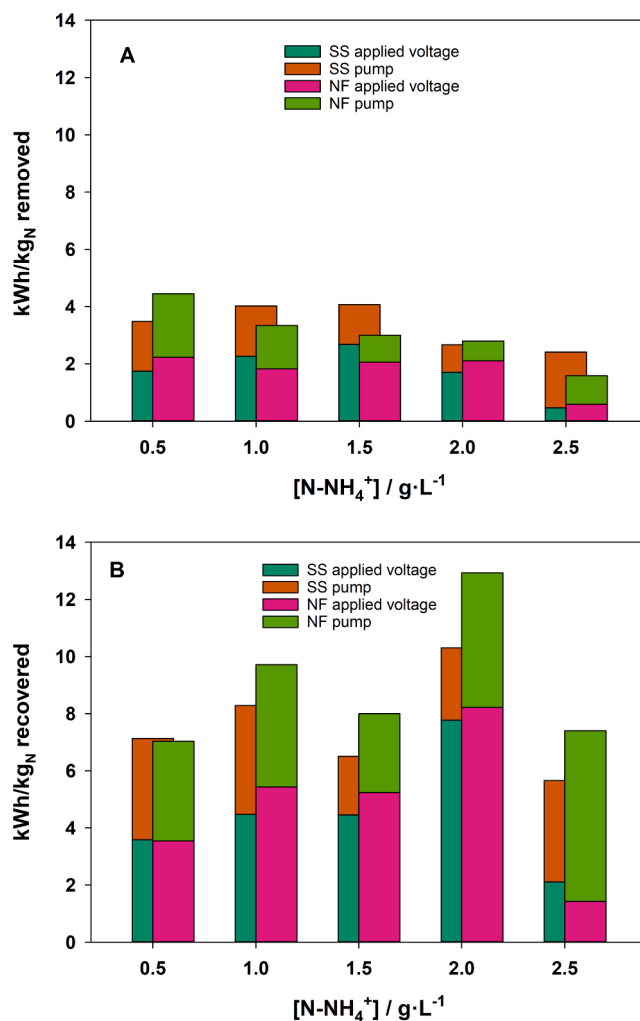 A
SS applied voltage
SS pump
NF applied voltage
NF pump
kWh/kgN removed
14
12
10
8
6
4
2
0
0.5 1.0 1.5 2.0 2.5
[N-NH4+] / g·L-1
B
SS applied voltage
SS pump
NF applied voltage
NF pump
kWh/kgN recovered
14
12
10
8
6
4
2
0
0.5 1.0 1.5 2.0 2.5
[N-NH4+] / g·L-1